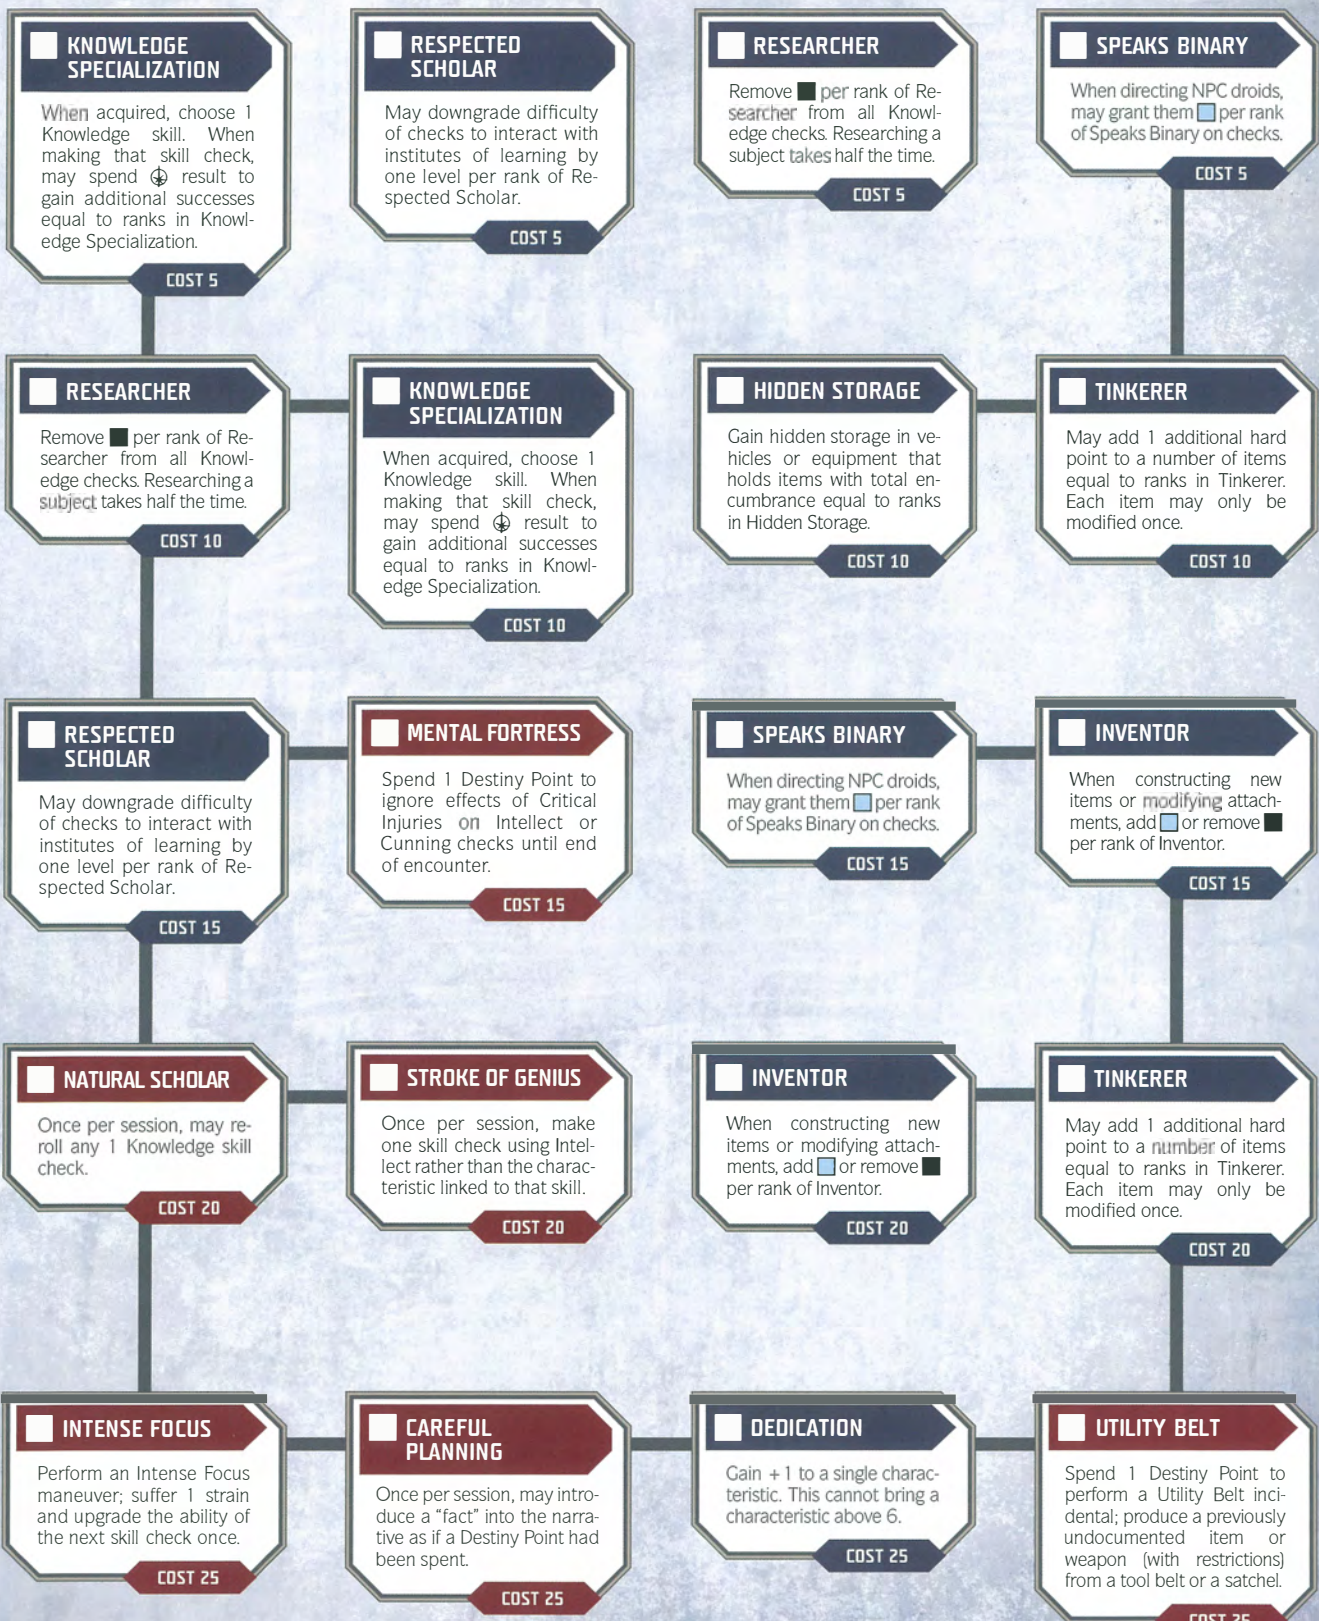 KNOWLEDGE
SPECIALIZATION
When acquired, choose 1
Knowledge skill. When
making that skill check,
may spend result to
gain additional successes
equal to ranks in Knowl-
edge Specialization.
COST 5
RESPECTED
SCHOLAR
May downgrade difficulty
of checks to interact with
institutes of learning by
one level per rank of Re-
spected Scholar.
COST 5
RESEARCHER
Remove per rank of Re-
searcher from all Knowl-
edge checks. Researching a
subject takes half the time.
COST 5
SPEAKS BINARY
When directing NPC droids,
may grant them per rank
of Speaks Binary on checks.
COST 5
RESEARCHER
Remove per rank of Re-
searcher from all Knowl-
edge checks. Researching a
subject takes half the time.
COST 10
KNOWLEDGE
SPECIALIZATION
When acquired, choose 1
Knowledge skill. When
making that skill check,
may spend result to
gain additional successes
equal to ranks in Knowl-
edge Specialization.
COST 10
HIDDEN STORAGE
Gain hidden storage in ve-
hicles or equipment that
holds items with total en-
cumbrance equal to ranks
in Hidden Storage.
COST 10
TINKERER
May add 1 additional hard
point to a number of items
equal to ranks in Tinkerer.
Each item may only be
modified once.
COST 10
RESPECTED
SCHOLAR
May downgrade difficulty
of checks to interact with
institutes of learning by
one level per rank of Re-
spected Scholar.
COST 15
MENTAL FORTRESS
Spend 1 Destiny Point to
ignore effects of Critical
Injuries on Intellect or
Cunning checks until end
of encounter.
COST 15
SPEAKS BINARY
When directing NPC droids,
may grant them per rank
of Speaks Binary on checks.
COST 15
INVENTOR
When constructing new
items or modifying attach-
ments, add or remove
per rank of Inventor.
COST 15
NATURAL SCHOLAR
Once per session, may re-
roll any 1 Knowledge skill
check.
COST 20
STROKE OF GENIUS
Once per session, make
one skill check using Intel-
lect rather than the charac-
teristic linked to that skill.
COST 20
INVENTOR
When constructing new
items or modifying attach-
ments, add or remove
per rank of Inventor.
COST 20
TINKERER
May add 1 additional hard
point to a number of items
equal to ranks in Tinkerer.
Each item may only be
modified once.
COST 20
INTENSE FOCUS
Perform an Intense Focus
maneuver; suffer 1 strain
and upgrade the ability of
the next skill check once.
COST 25
CAREFUL
PLANNING
Once per session, may intro-
duce a "fact" into the narra-
tive as if a Destiny Point had
been spent.
COST 25
DEDICATION
Gain +1 to a single charac-
teristic. This cannot bring a
characteristic above 6.
COST 25
UTILITY BELT
Spend 1 Destiny Point to
perform a Utility Belt inci-
dental; produce a previously
undocumented item or
weapon (with restrictions)
from a tool belt or a satchel.
COST 25